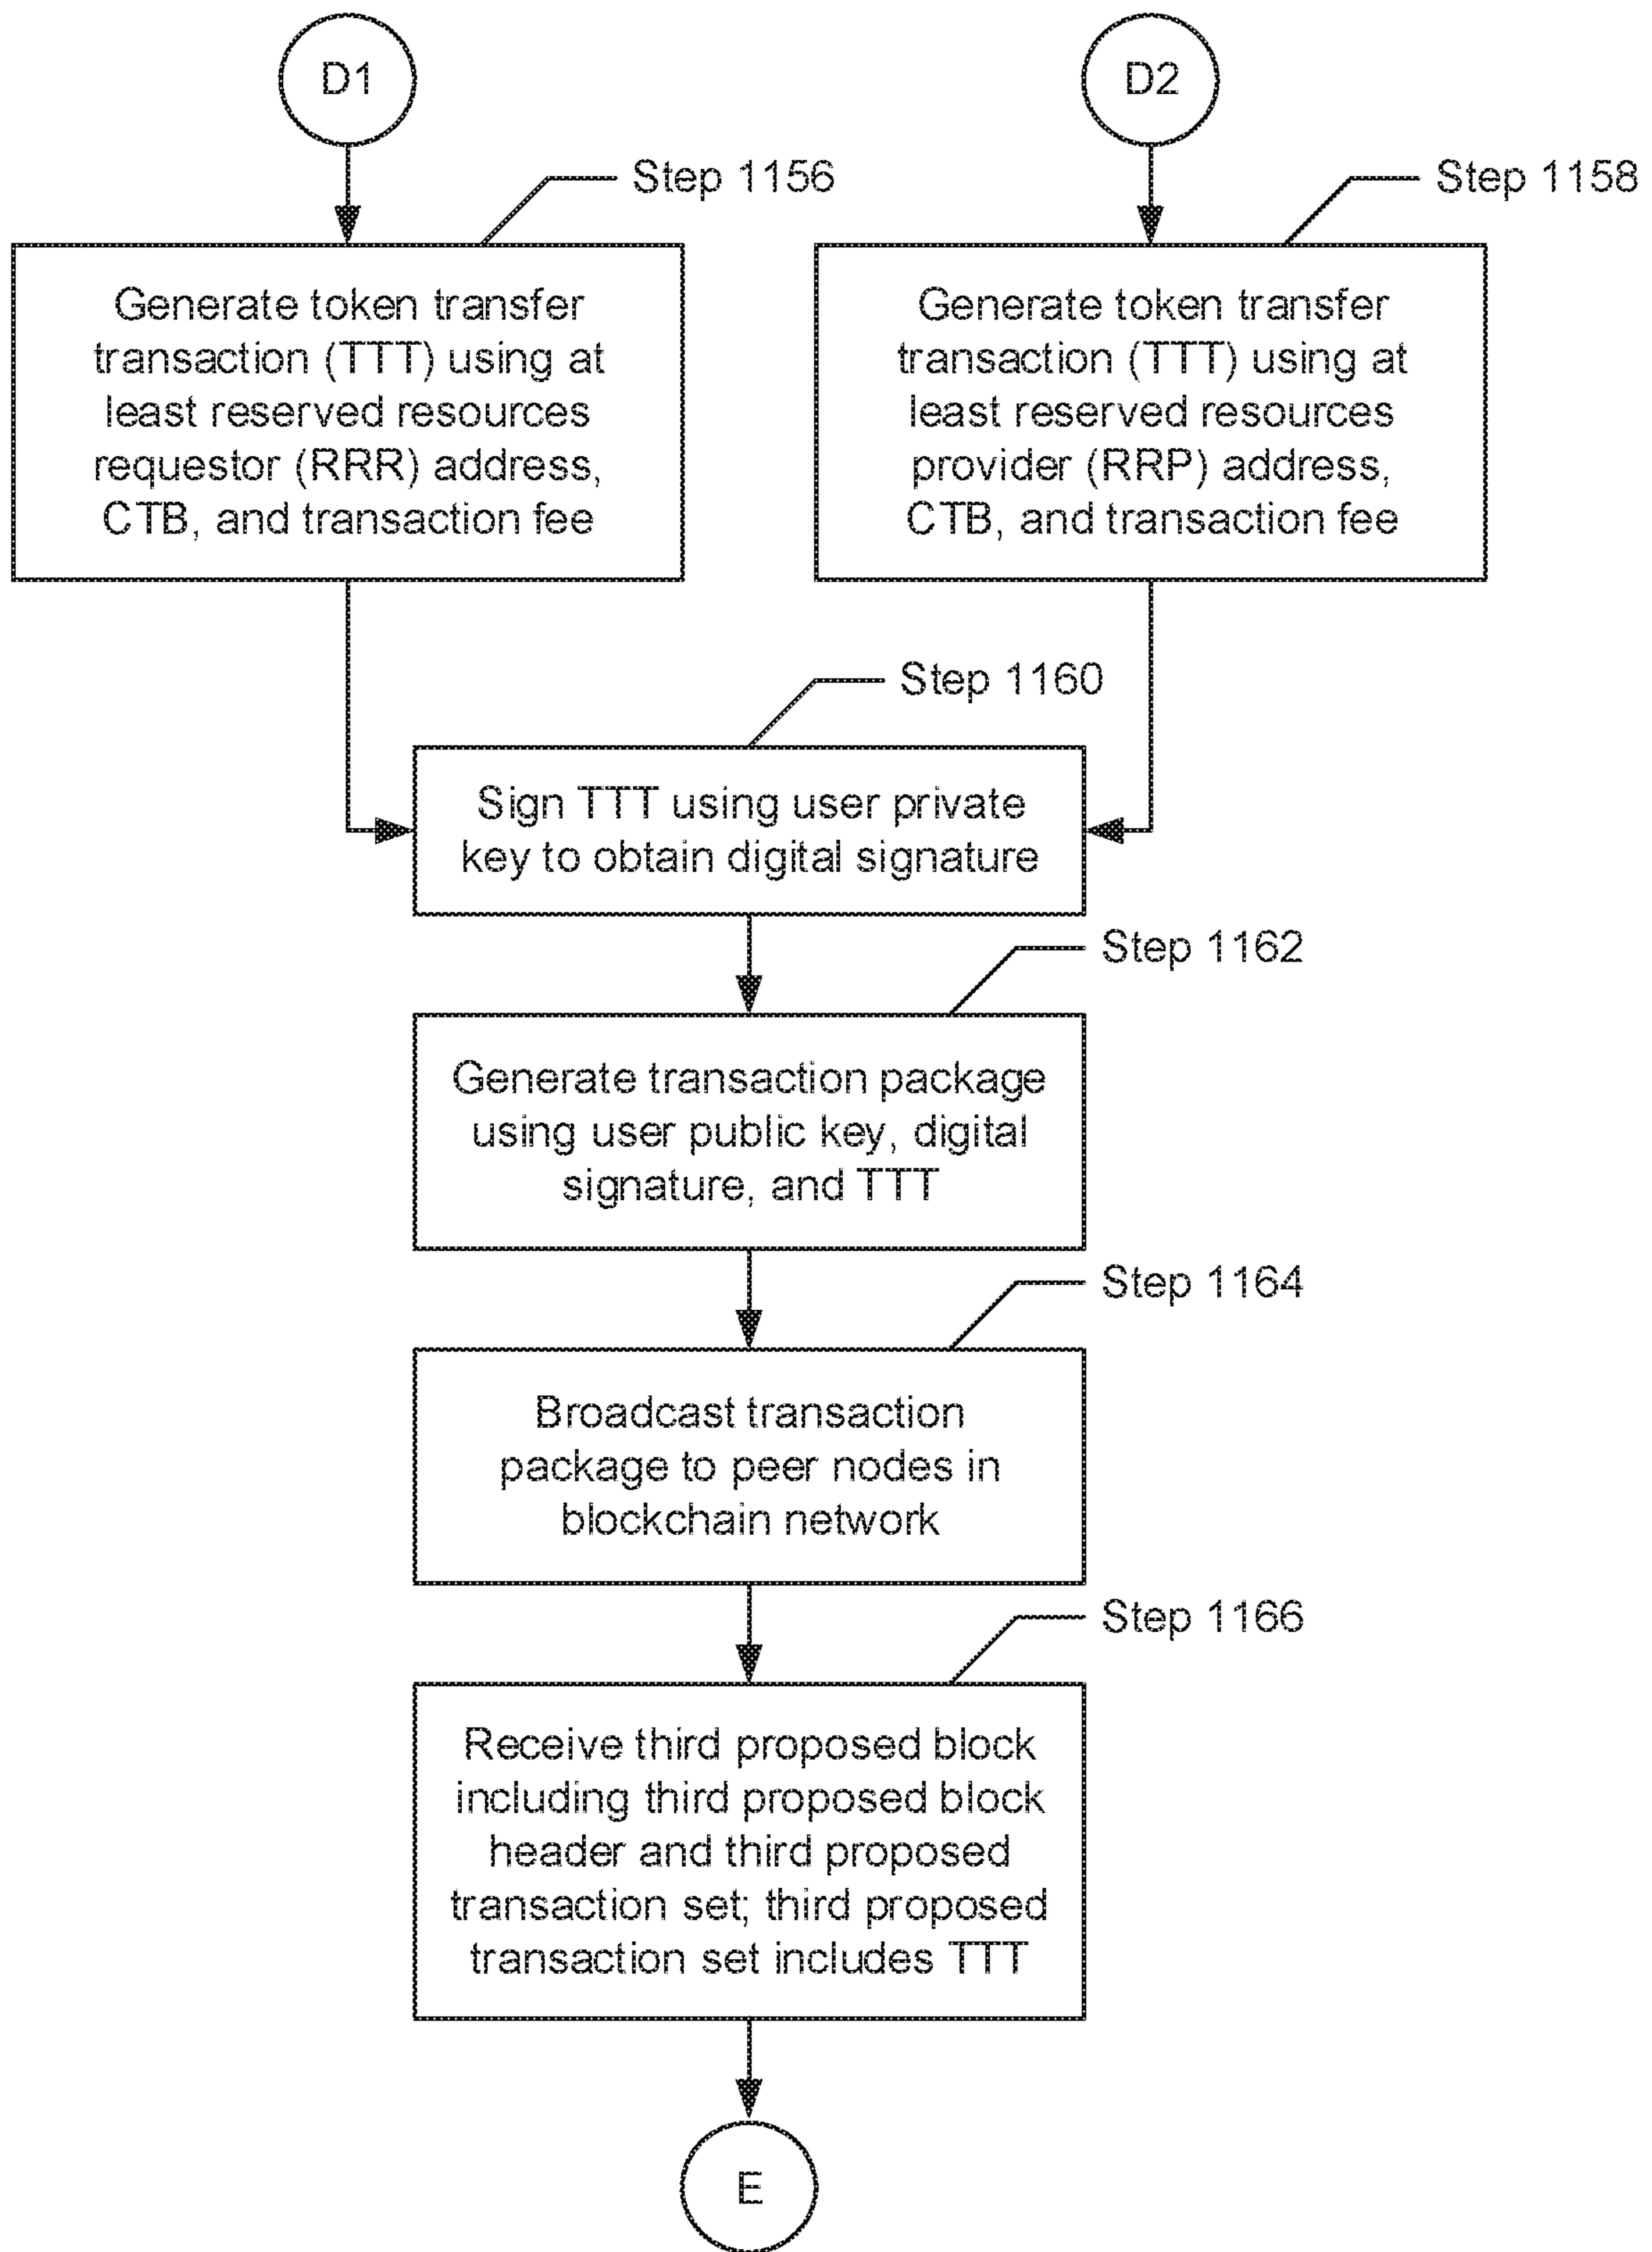 D1
D2
Step 1156
Step 1158
Generate token transfer
transaction (TTT) using at
least reserved resources
requestor (RRR) address,
CTB, and transaction fee
Generate token transfer
transaction (TTT) using at
least reserved resources
provider (RRP) address,
CTB, and transaction fee
Step 1160
Sign TTT using user private
key to obtain digital signature
Step 1162
Generate transaction package
using user public key, digital
signature, and TTT
Step 1164
Broadcast transaction
package to peer nodes in
blockchain network
Step 1166
Receive third proposed block
including third proposed block
header and third proposed
transaction set; third proposed
transaction set includes TTT
E